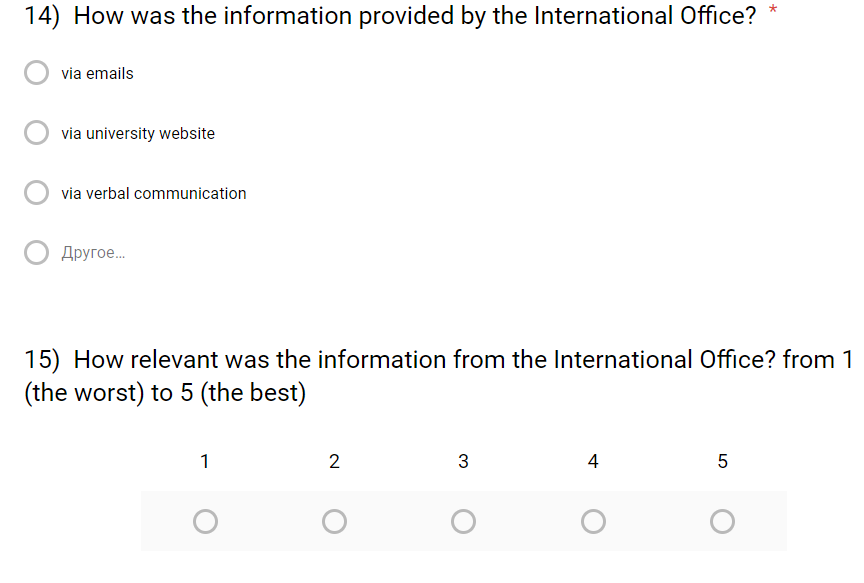 14) How was the information provided by the International Office? *
via emails
via university website
via verbal communication
Другое...
15) How relevant was the information from the International Office? from 1
(the worst) to 5 (the best)
1 2 3 4 5